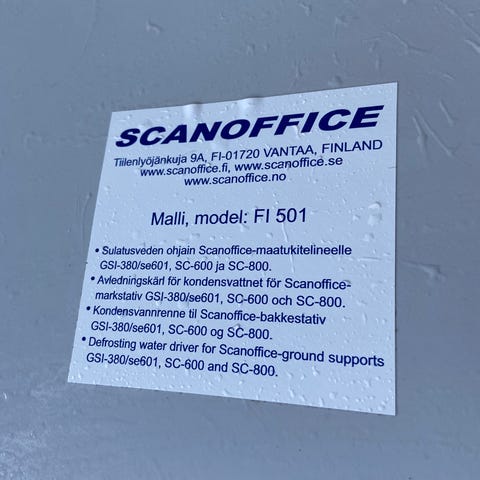 SCANOFFICE
Tiilenlyöjänkuja 9A, FI-01720 VANTAA, FINLAND
www.scanoffice.fi, www.scanoffice.se
www.scanoffice.no
Malli, model: FI 501
• Sulatusveden ohjain Scanoffice-maatukitelineelle
GSI-380/se601, SC-600 ja SC-800.
• Avledningskärl för kondensvattnet för Scanoffice-
markstativ GSI-380/se601, SC-600 och SC-800.
• Kondensvannrenne til Scanoffice-bakkestativ
GSI-380/se601, SC-600 og SC-800.
• Defrosting water driver for Scanoffice-ground supports
GSI-380/se601, SC-600 and SC-800.